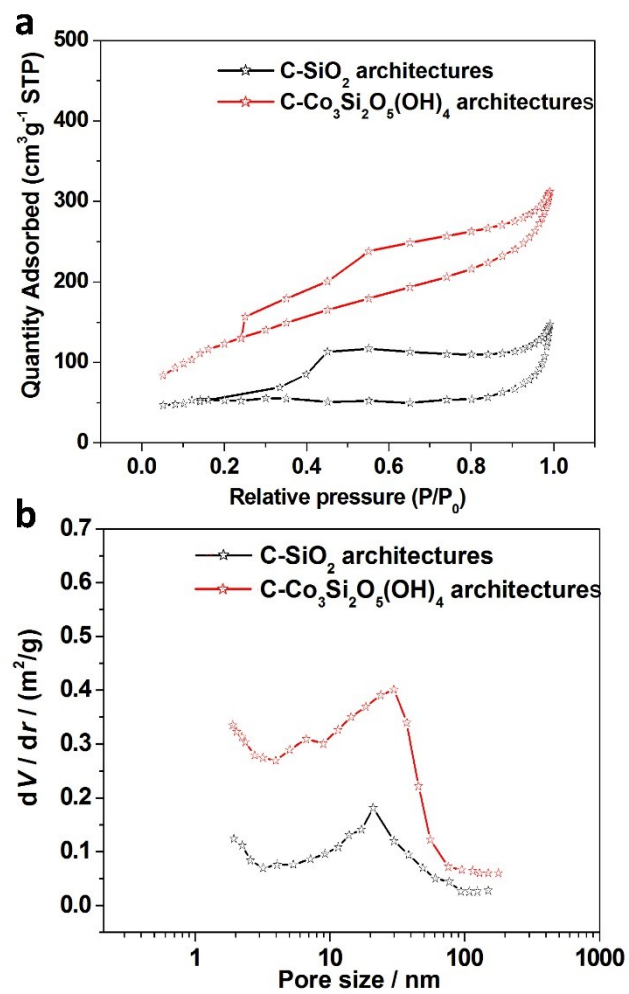 a
500
400
300
200
100
0
Quantity Adsorbed (cm³g⁻¹ STP)
C-SiO₂ architectures
C-Co₃Si₂O₅(OH)₄ architectures
0.0 0.2 0.4 0.6 0.8 1.0
Relative pressure (P/P₀)
b
0.7
0.6
0.5
0.4
0.3
0.2
0.1
0.0
dV / dr / (m²/g)
C-SiO₂ architectures
C-Co₃Si₂O₅(OH)₄ architectures
1 10 100 1000
Pore size / nm